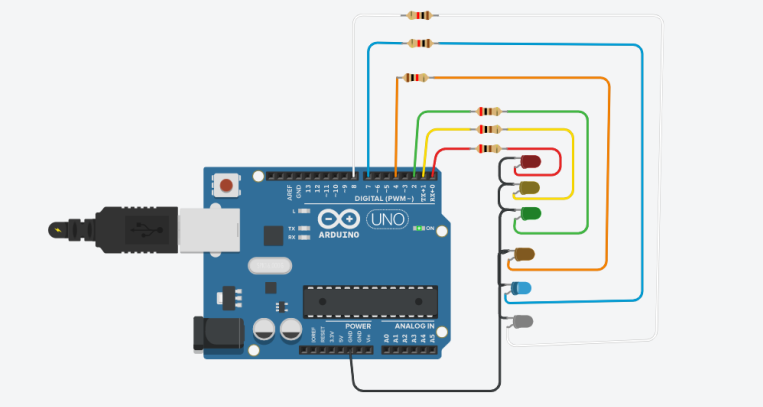 AREF
GND
13
12
~11
~10
~9
8
7
~6
~5
4
~3
2
TX→1
RX←0
DIGITAL (PWM~)
L
TX
RX
UNO
ON
ARDUINO
POWER
ANALOG IN
IOREF
RESET
3.3V
5V
GND
GND
Vin
A0
A1
A2
A3
A4
A5